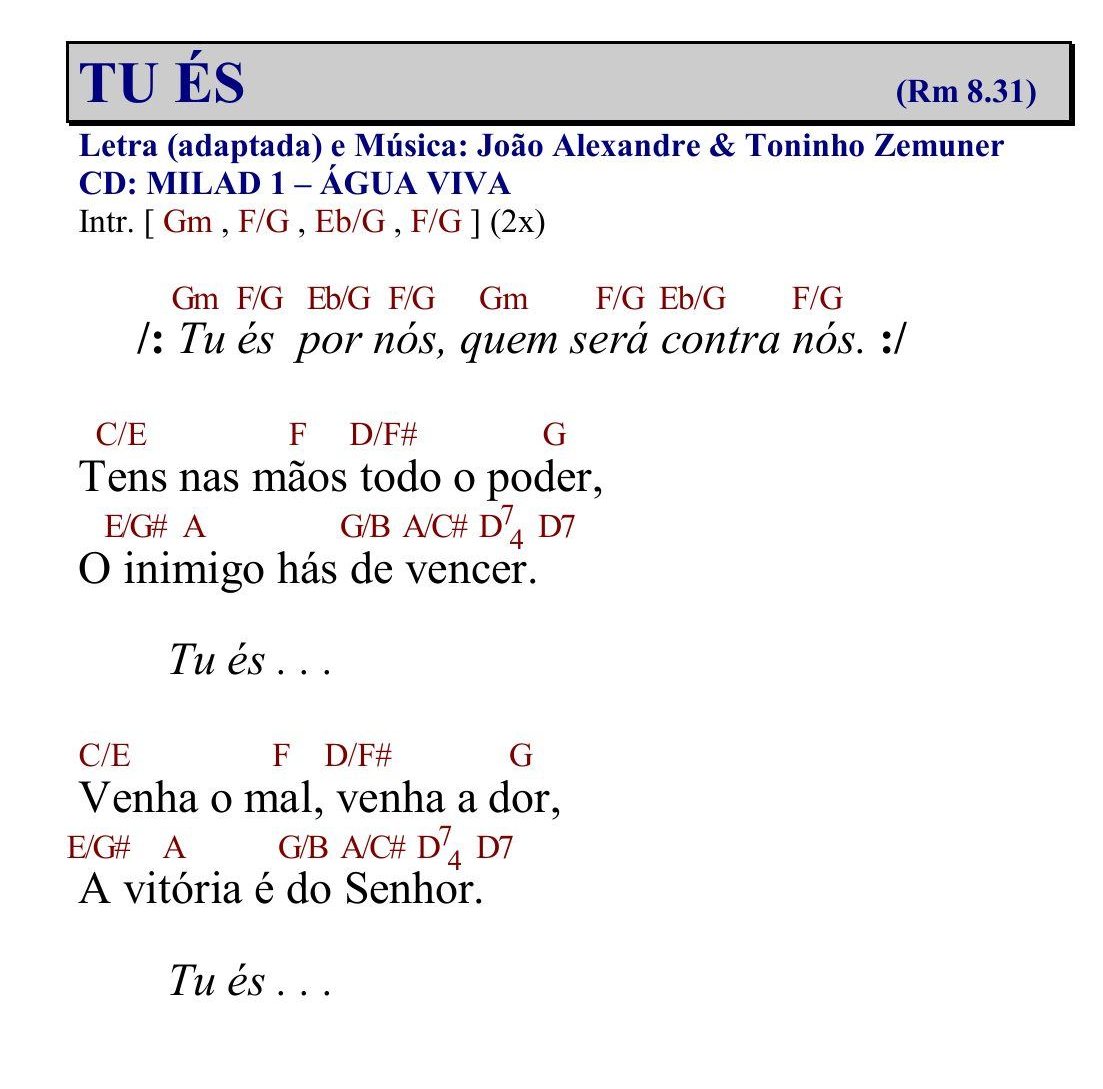 TU ÉS (Rm 8.31)
Letra (adaptada) e Música: João Alexandre & Toninho Zemuner
CD: MILAD 1 – ÁGUA VIVA
Intr. [ Gm , F/G , Eb/G , F/G ] (2x)
Gm F/G Eb/G F/G Gm F/G Eb/G F/G
/: Tu és por nós, quem será contra nós. :/
C/E F D/F# G
Tens nas mãos todo o poder,
E/G# A G/B A/C# D7 4 D7
O inimigo hás de vencer.
Tu és . . .
C/E F D/F# G
Venha o mal, venha a dor,
E/G# A G/B A/C# D7 4 D7
A vitória é do Senhor.
Tu és . . .